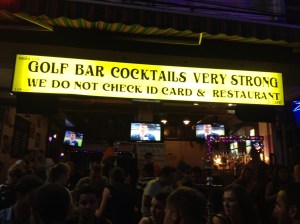 GOLF BAR COCKTAILS VERY STRONG
WE DO NOT CHECK ID CARD & RESTAURANT